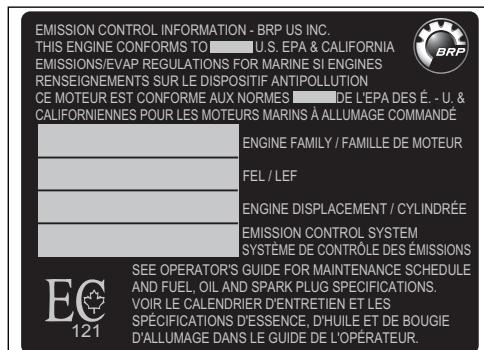 EMISSION CONTROL INFORMATION - BRP US INC.
THIS ENGINE CONFORMS TO U.S. EPA & CALIFORNIA
EMISSIONS/EVAP REGULATIONS FOR MARINE SI ENGINES
RENSEIGNEMENTS SUR LE DISPOSITIF ANTIPOLLUTION
CE MOTEUR EST CONFORME AUX NORMES DE L'EPA DES É. - U. &
CALIFORNIENNES POUR LES MOTEURS MARINS À ALLUMAGE COMMANDÉ
BRP
ENGINE FAMILY / FAMILLE DE MOTEUR
FEL / LEF
ENGINE DISPLACEMENT / CYLINDRÉE
EMISSION CONTROL SYSTEM
SYSTÈME DE CONTRÔLE DES ÉMISSIONS
SEE OPERATOR'S GUIDE FOR MAINTENANCE SCHEDULE
AND FUEL, OIL AND SPARK PLUG SPECIFICATIONS.
VOIR LE CALENDRIER D'ENTRETIEN ET LES
SPÉCIFICATIONS D'ESSENCE, D'HUILE ET DE BOUGIE
D'ALLUMAGE DANS LE GUIDE DE L'OPÉRATEUR.
EC
121